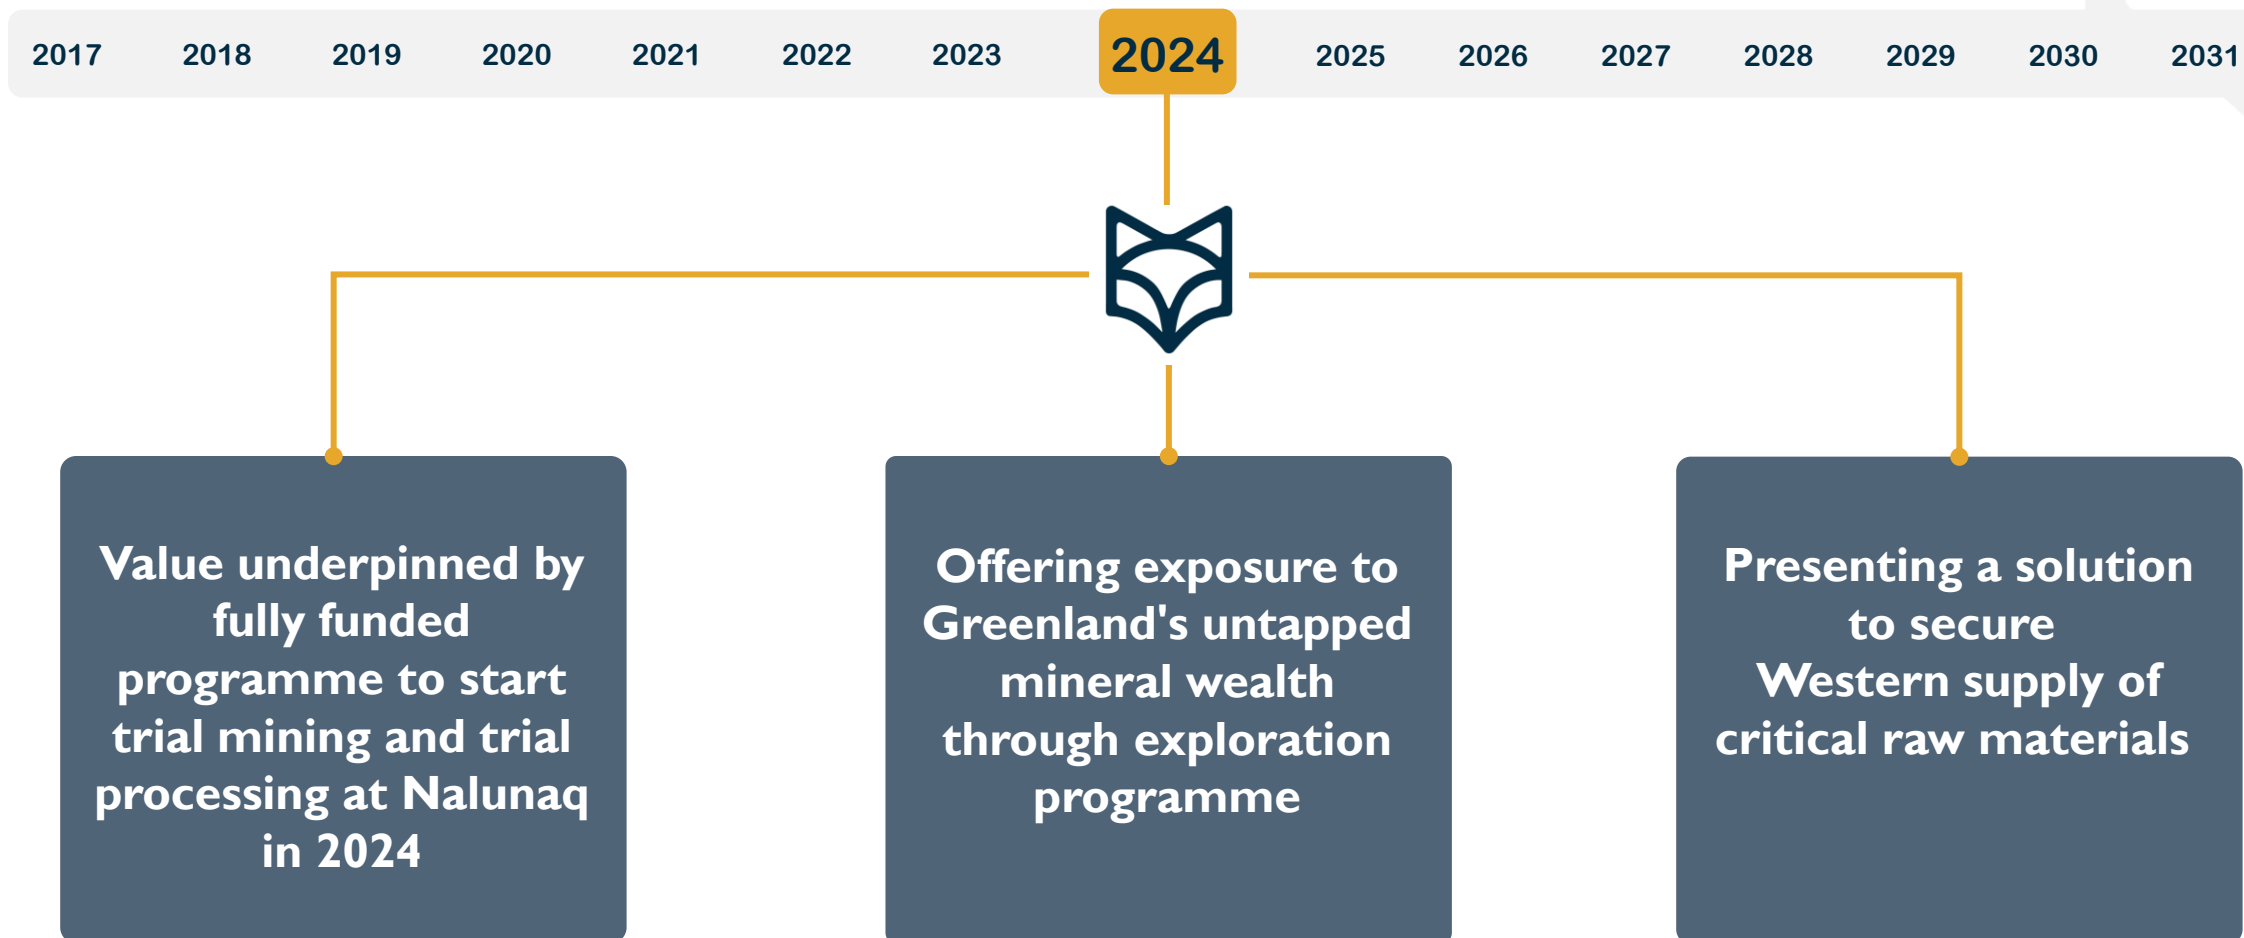 2017 2018 2019 2020 2021 2022 2023 2024 2025 2026 2027 2028 2029 2030 2031
Value underpinned by
fully funded
programme to start
trial mining and trial
processing at Nalunaq
in 2024
Offering exposure to
Greenland's untapped
mineral wealth
through exploration
programme
Presenting a solution
to secure
Western supply of
critical raw materials